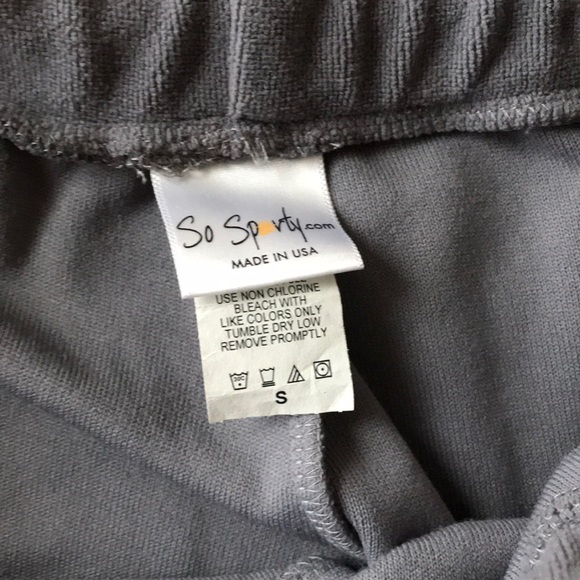 So Sporty.com
MADE IN USA
USE NON CHLORINE
BLEACH WITH
LIKE COLORS ONLY
TUMBLE DRY LOW
REMOVE PROMPTLY
30C
S